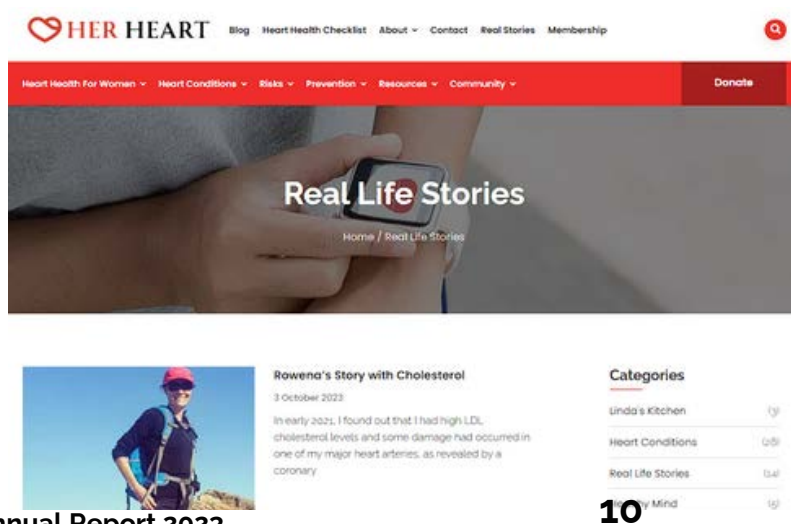 HER HEART
Blog Heart Health Checklist About Contact Real Stories Membership
Heart Health For Women Heart Conditions Risks Prevention Resources Community Donate
Real Life Stories
Home / Real Life Stories
Rowena's Story with Cholesterol
3 October 2023
In early 2021, I found out that I had high LDL
cholesterol levels and some damage had occurred in
one of my major heart arteries, as revealed by a
coronary
Categories
Linda's Kitchen (3)
Heart Conditions (28)
Real Life Stories
Mind
Report
10